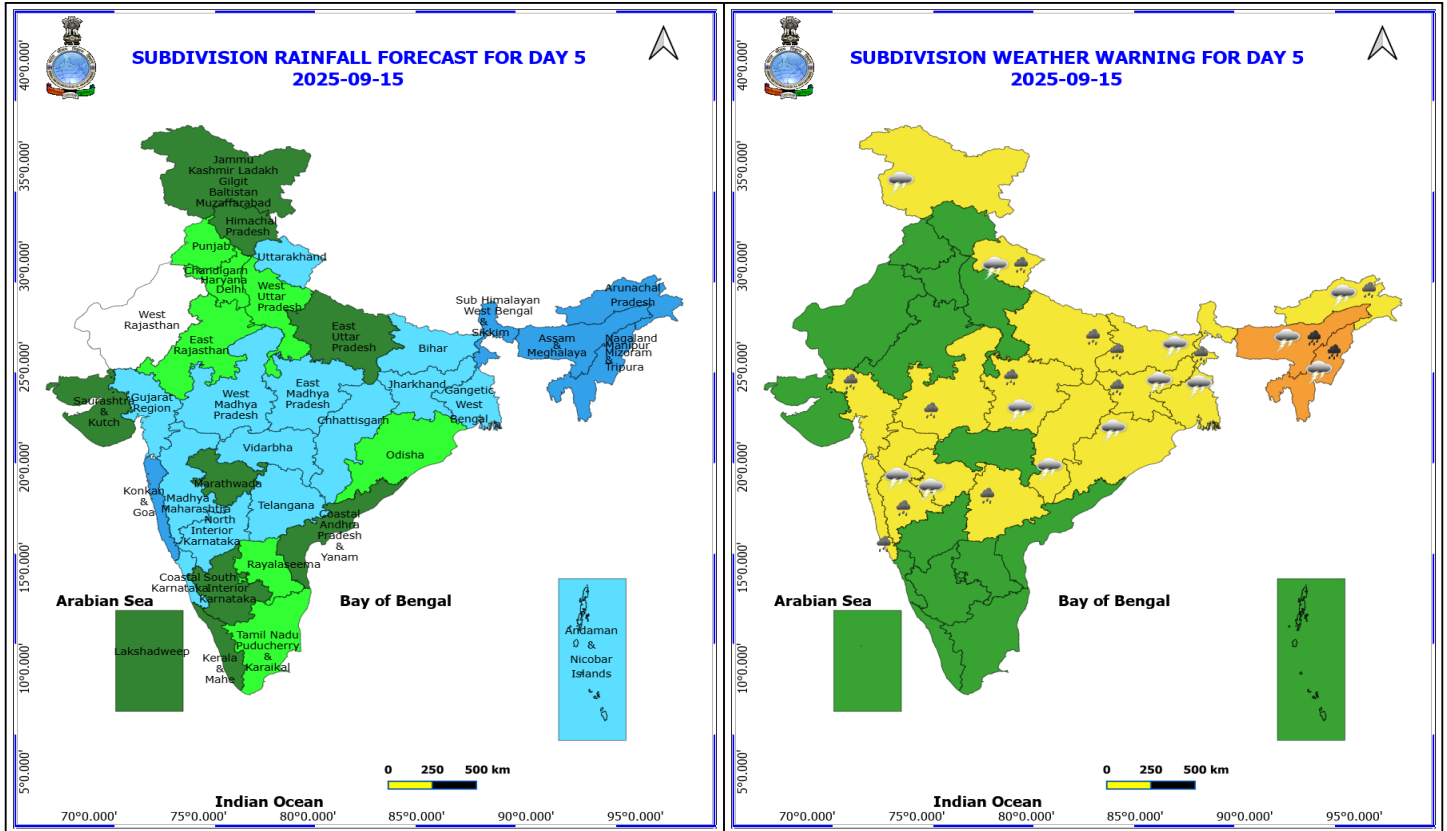 SUBDIVISION RAINFALL FORECAST FOR DAY 5
2025-09-15
40°0.000'
35°0.000'
30°0.000'
25°0.000'
20°0.000'
15°0.000'
10°0.000'
5°0.000'
Jammu
Kashmir Ladakh
Gilgit
Baltistan
Muzaffarabad
Himachal
Pradesh
Punjab
Uttarakhand
Chandigarh
Haryana
Delhi
West
Uttar
Pradesh
West
Rajasthan
East
Rajasthan
East
Uttar
Pradesh
Sub Himalayan
West Bengal
&
Sikkim
Arunachal
Pradesh
Assam
&
Meghalaya
Nagaland
Manipur
Mizoram
&
Tripura
Bihar
Jharkhand
Gangetic
West
Bengal
Saurashtra
&
Kutch
Gujarat
Region
West
Madhya
Pradesh
East
Madhya
Pradesh
Chhattisgarh
Vidarbha
Odisha
Konkan
&
Goa
Marathwada
Madhya
Maharashtra
Telangana
North
Interior
Karnataka
Coastal
Andhra
Pradesh
&
Yanam
Rayalaseema
Coastal
Karnataka
South
Interior
Karnataka
Arabian Sea
Bay of Bengal
Lakshadweep
Kerala
&
Mahe
Tamil Nadu
Puducherry
&
Karaikal
Andaman
&
Nicobar
Islands
0 250 500 km
Indian Ocean
70°0.000' 75°0.000' 80°0.000' 85°0.000' 90°0.000' 95°0.000'
SUBDIVISION WEATHER WARNING FOR DAY 5
2025-09-15
40°0.000'
35°0.000'
30°0.000'
25°0.000'
20°0.000'
15°0.000'
10°0.000'
5°0.000'
Arabian Sea
Bay of Bengal
0 250 500 km
Indian Ocean
70°0.000' 75°0.000' 80°0.000' 85°0.000' 90°0.000' 95°0.000'